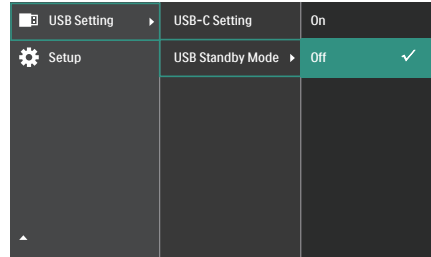 USB Setting
USB-C Setting
On
Setup
USB Standby Mode
Off